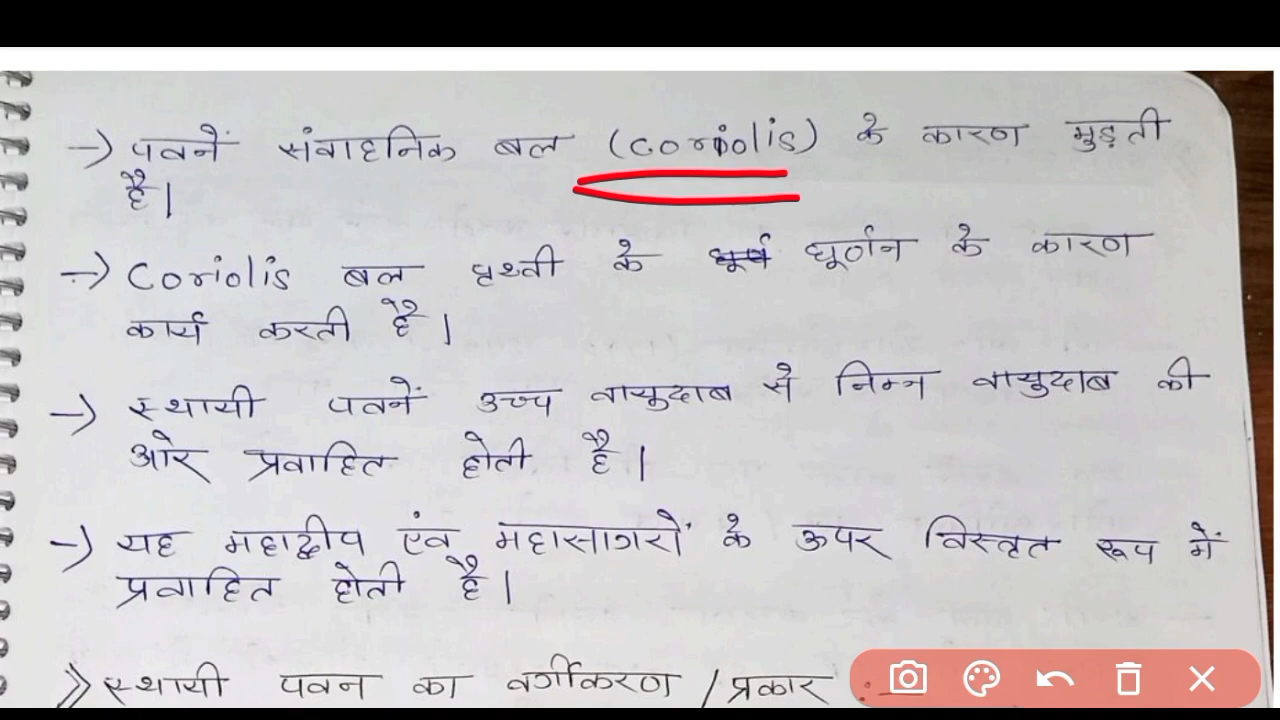 -> पवनें संवाहनिक बल (coriolis) के कारण मुड़ती
है।
-> Coriolis बल पृथ्वी के घूर्ण घूर्णन के कारण
कार्य करती है।
-> स्थायी पवनें उच्च वायुदाब से निम्न वायुदाब की
ओर प्रवाहित होती है।
-> यह महाद्वीप एंव महासागरों के ऊपर विस्तृत रूप में
प्रवाहित होती है।
>> स्थायी पवन का वर्गीकरण / प्रकार :-